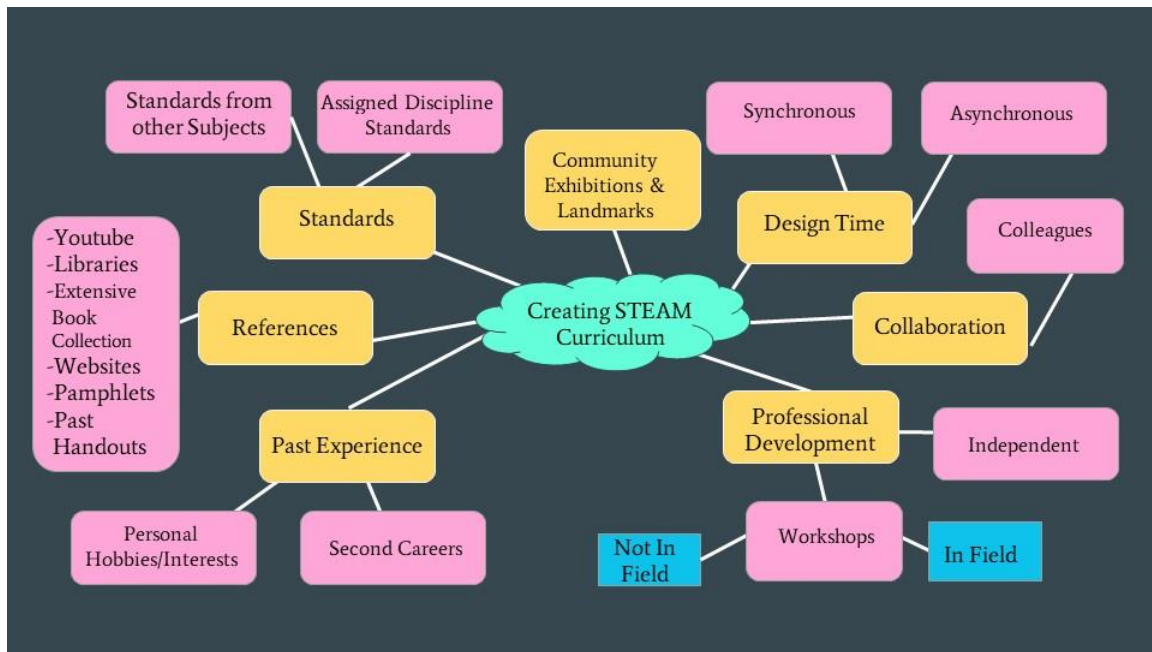 Standards from
other Subjects
Assigned Discipline
Standards
Synchronous
Asynchronous
Community
Exhibitions &
Landmarks
Standards
Design Time
Colleagues
-Youtube
-Libraries
-Extensive
Book
Collection
-Websites
-Pamphlets
-Past
Handouts
References
Creating STEAM
Curriculum
Collaboration
Past Experience
Professional
Development
Independent
Personal
Hobbies/Interests
Second Careers
Workshops
Not In
Field
In Field